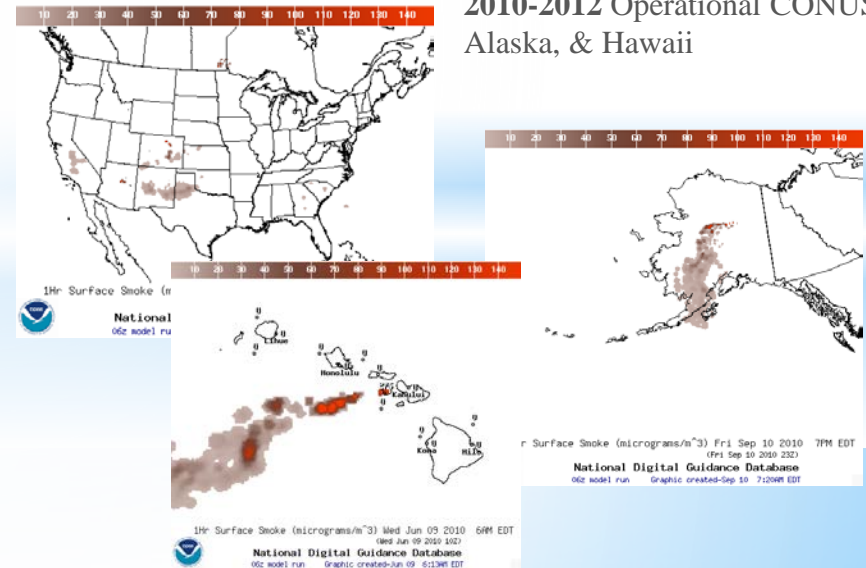 2010-2012 Operational CONUS
Alaska, & Hawaii
10 20 30 40 50 60 70 80 90 100 110 120 130 140
1Hr Surface Smoke (m
National
06z model ru
10 20 30 40 50 60 70 80 90 100 110 120 130 140
r Surface Smoke (micrograms/m^3) Fri Sep 10 2010 7PM EDT
(Fri Sep 10 2010 23Z)
National Digital Guidance Database
06z model run Graphic created-Sep 10 7:20AM EDT
10 20 30 40 50 60 70 80 90 100 110 120 130 140
Lihue
Honolulu
Kahului
Kona Hilo
1Hr Surface Smoke (micrograms/m^3) Wed Jun 09 2010 6AM EDT
(Wed Jun 09 2010 10Z)
National Digital Guidance Database
06z model run Graphic created-Jun 09 6:13AM EDT